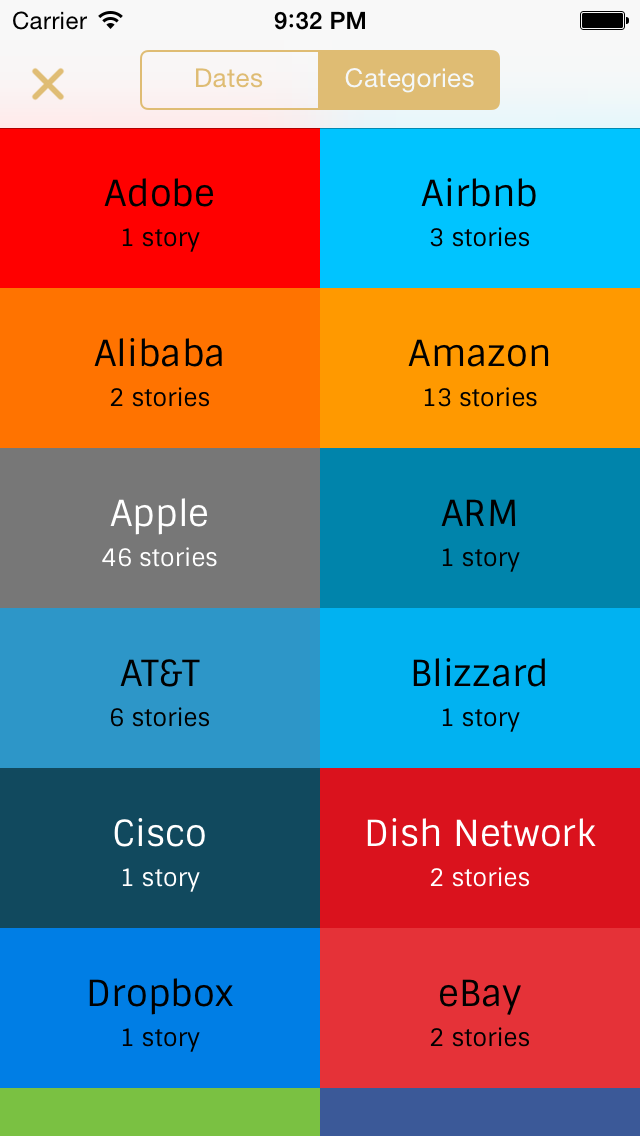 Carrier 9:32 PM
Dates Categories
Adobe
1 story
Airbnb
3 stories
Alibaba
2 stories
Amazon
13 stories
Apple
46 stories
ARM
1 story
AT&T
6 stories
Blizzard
1 story
Cisco
1 story
Dish Network
2 stories
Dropbox
1 story
eBay
2 stories